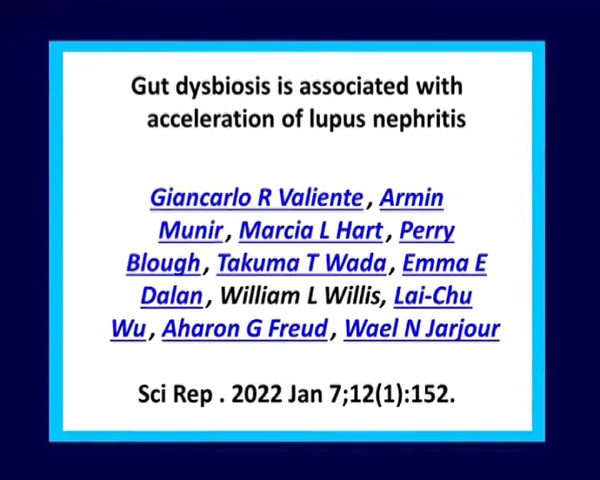 Gut dysbiosis is associated with
acceleration of lupus nephritis
Giancarlo R Valiente, Armin
Munir, Marcia L Hart, Perry
Blough, Takuma T Wada, Emma E
Dalan, William L Willis, Lai-Chu
Wu, Aharon G Freud, Wael N Jarjour
Sci Rep . 2022 Jan 7;12(1):152.